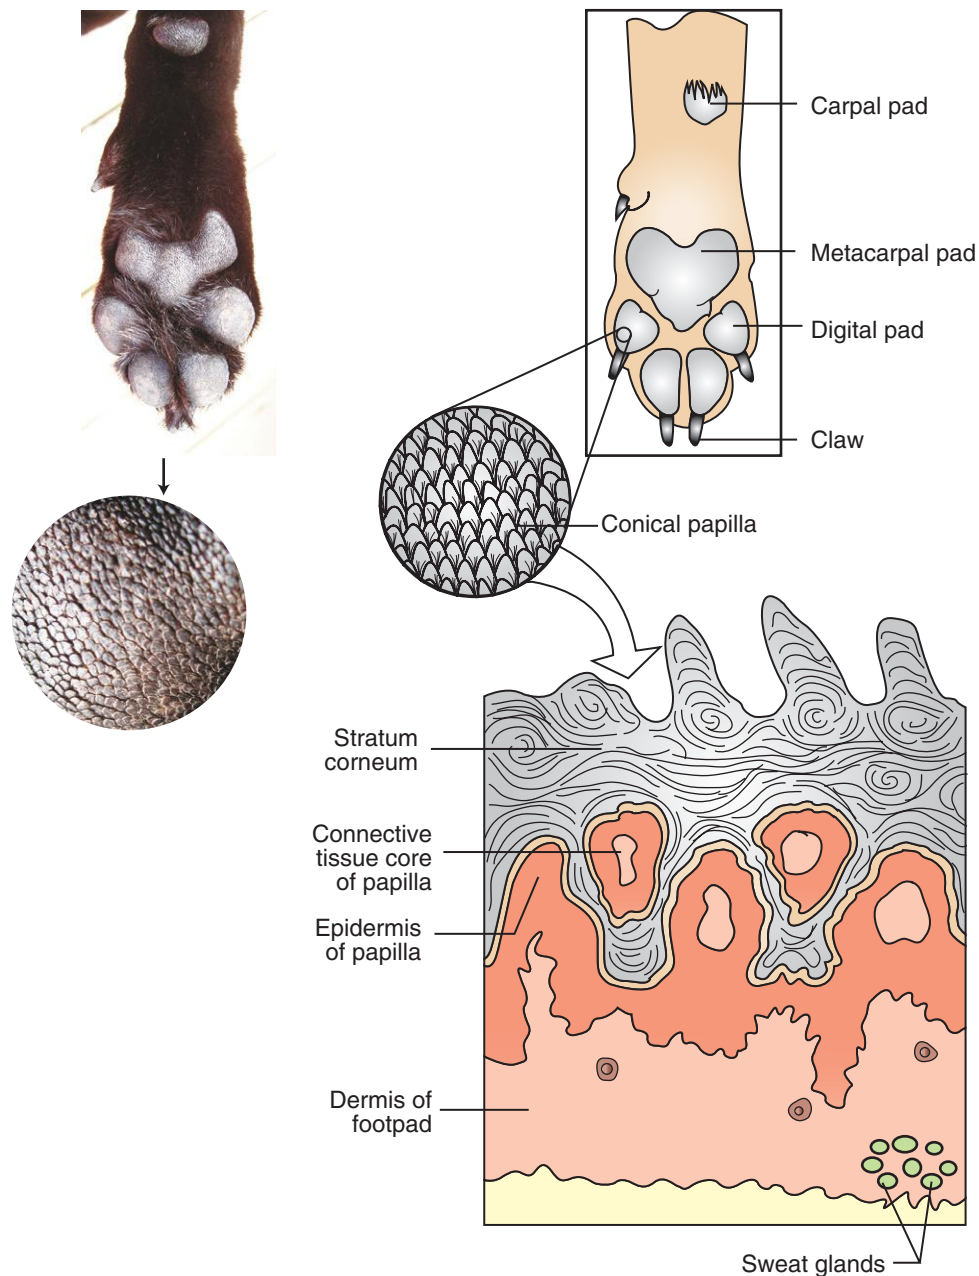 Carpal pad
Metacarpal pad
Digital pad
Claw
Conical papilla
Stratum
corneum
Connective
tissue core
of papilla
Epidermis
of papilla
Dermis of
footpad
Sweat glands